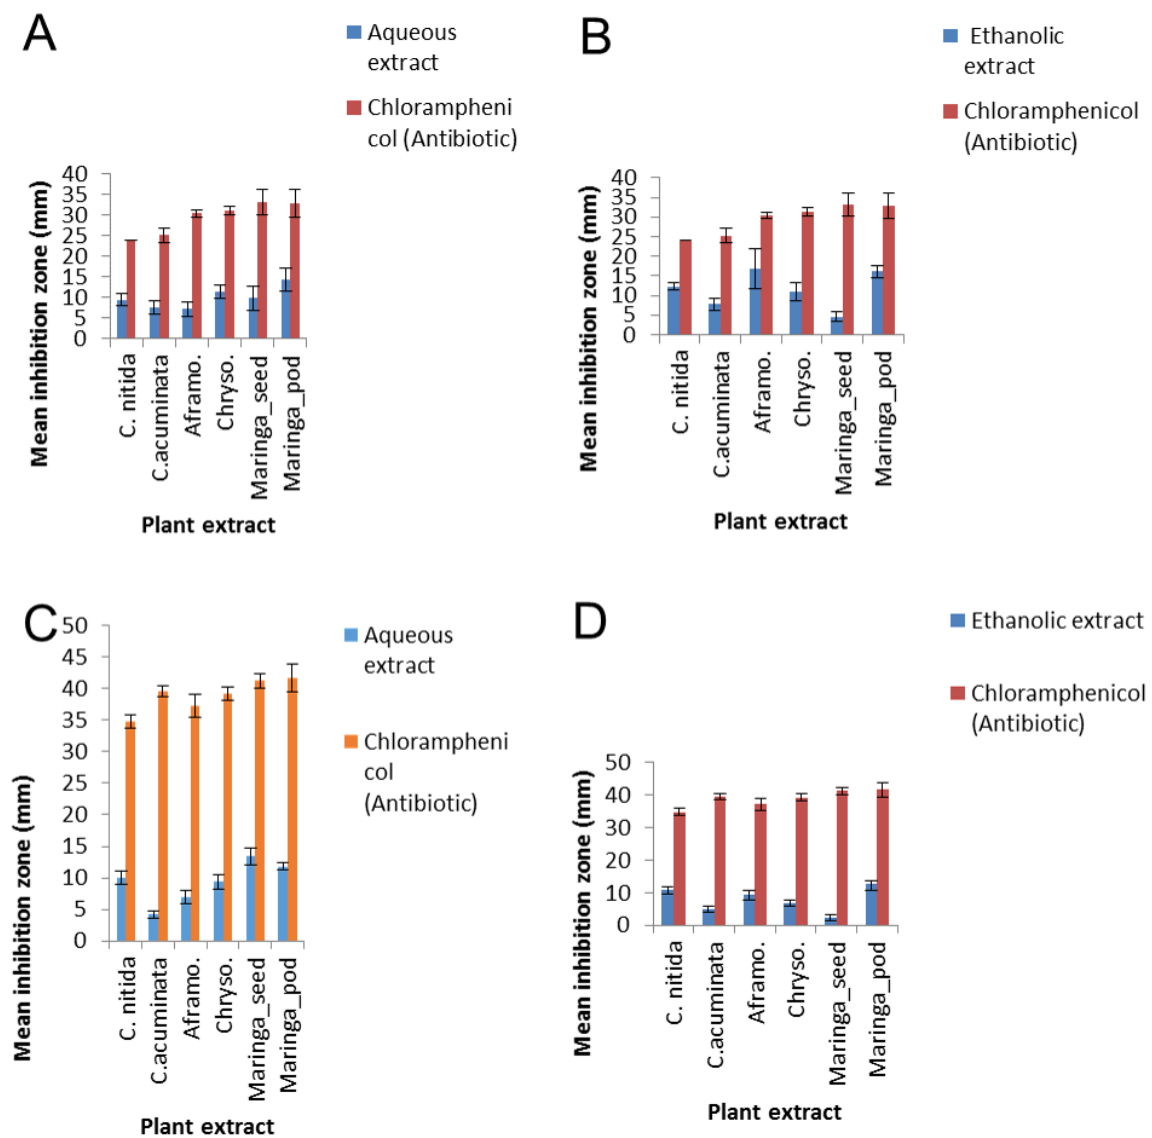 A
Aqueous
extract
Chlorampheni
col (Antibiotic)
Mean inhibition zone (mm)
40
35
30
25
20
15
10
5
0
C. nitida
C.acuminata
Aframo.
Chryso.
Maringa_seed
Maringa_pod
Plant extract
B
Ethanolic
extract
Chloramphenicol
(Antibiotic)
Mean inhibition zone (mm)
40
35
30
25
20
15
10
5
0
C. nitida
C.acuminata
Aframo.
Chryso.
Maringa_seed
Maringa_pod
Plant extract
C
Aqueous
extract
Chlorampheni
col
(Antibiotic)
Mean inhibition zone (mm)
50
45
40
35
30
25
20
15
10
5
0
C. nitida
C.acuminata
Aframo.
Chryso.
Maringa_seed
Maringa_pod
Plant extract
D
Ethanolic extract
Chloramphenicol
(Antibiotic)
Mean inhibition zone (mm)
50
40
30
20
10
0
C. nitida
C.acuminata
Aframo.
Chryso.
Maringa_seed
Maringa_pod
Plant extract